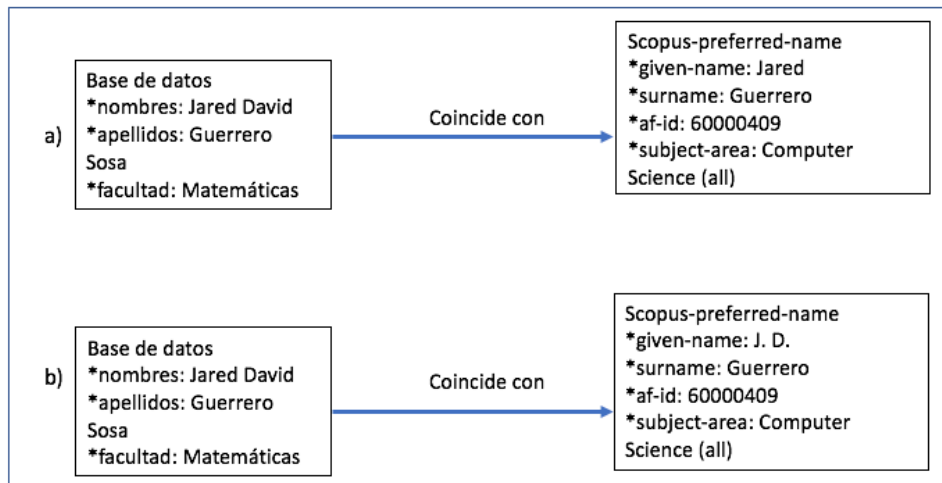 a)
Base de datos
*nombres: Jared David
*apellidos: Guerrero
Sosa
*facultad: Matemáticas
Coincide con
Scopus-preferred-name
*given-name: Jared
*surname: Guerrero
*af-id: 60000409
*subject-area: Computer
Science (all)
b)
Base de datos
*nombres: Jared David
*apellidos: Guerrero
Sosa
*facultad: Matemáticas
Coincide con
Scopus-preferred-name
*given-name: J. D.
*surname: Guerrero
*af-id: 60000409
*subject-area: Computer
Science (all)